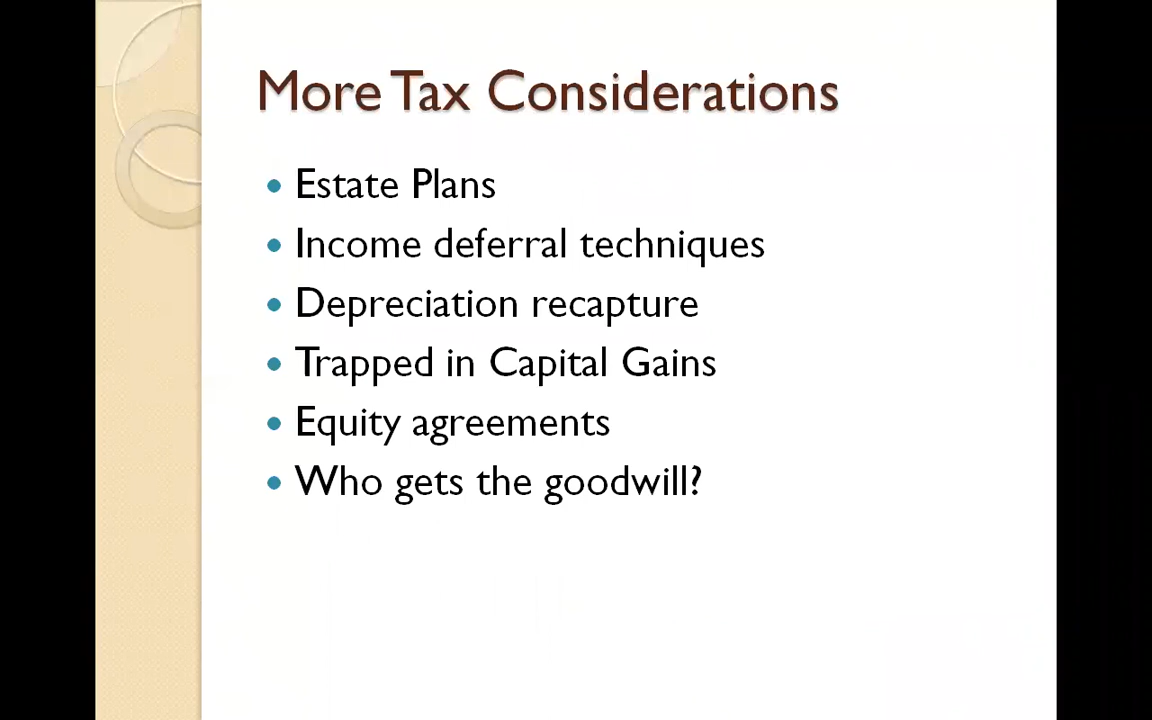 More Tax Considerations
• Estate Plans
• Income deferral techniques
• Depreciation recapture
• Trapped in Capital Gains
• Equity agreements
• Who gets the goodwill?